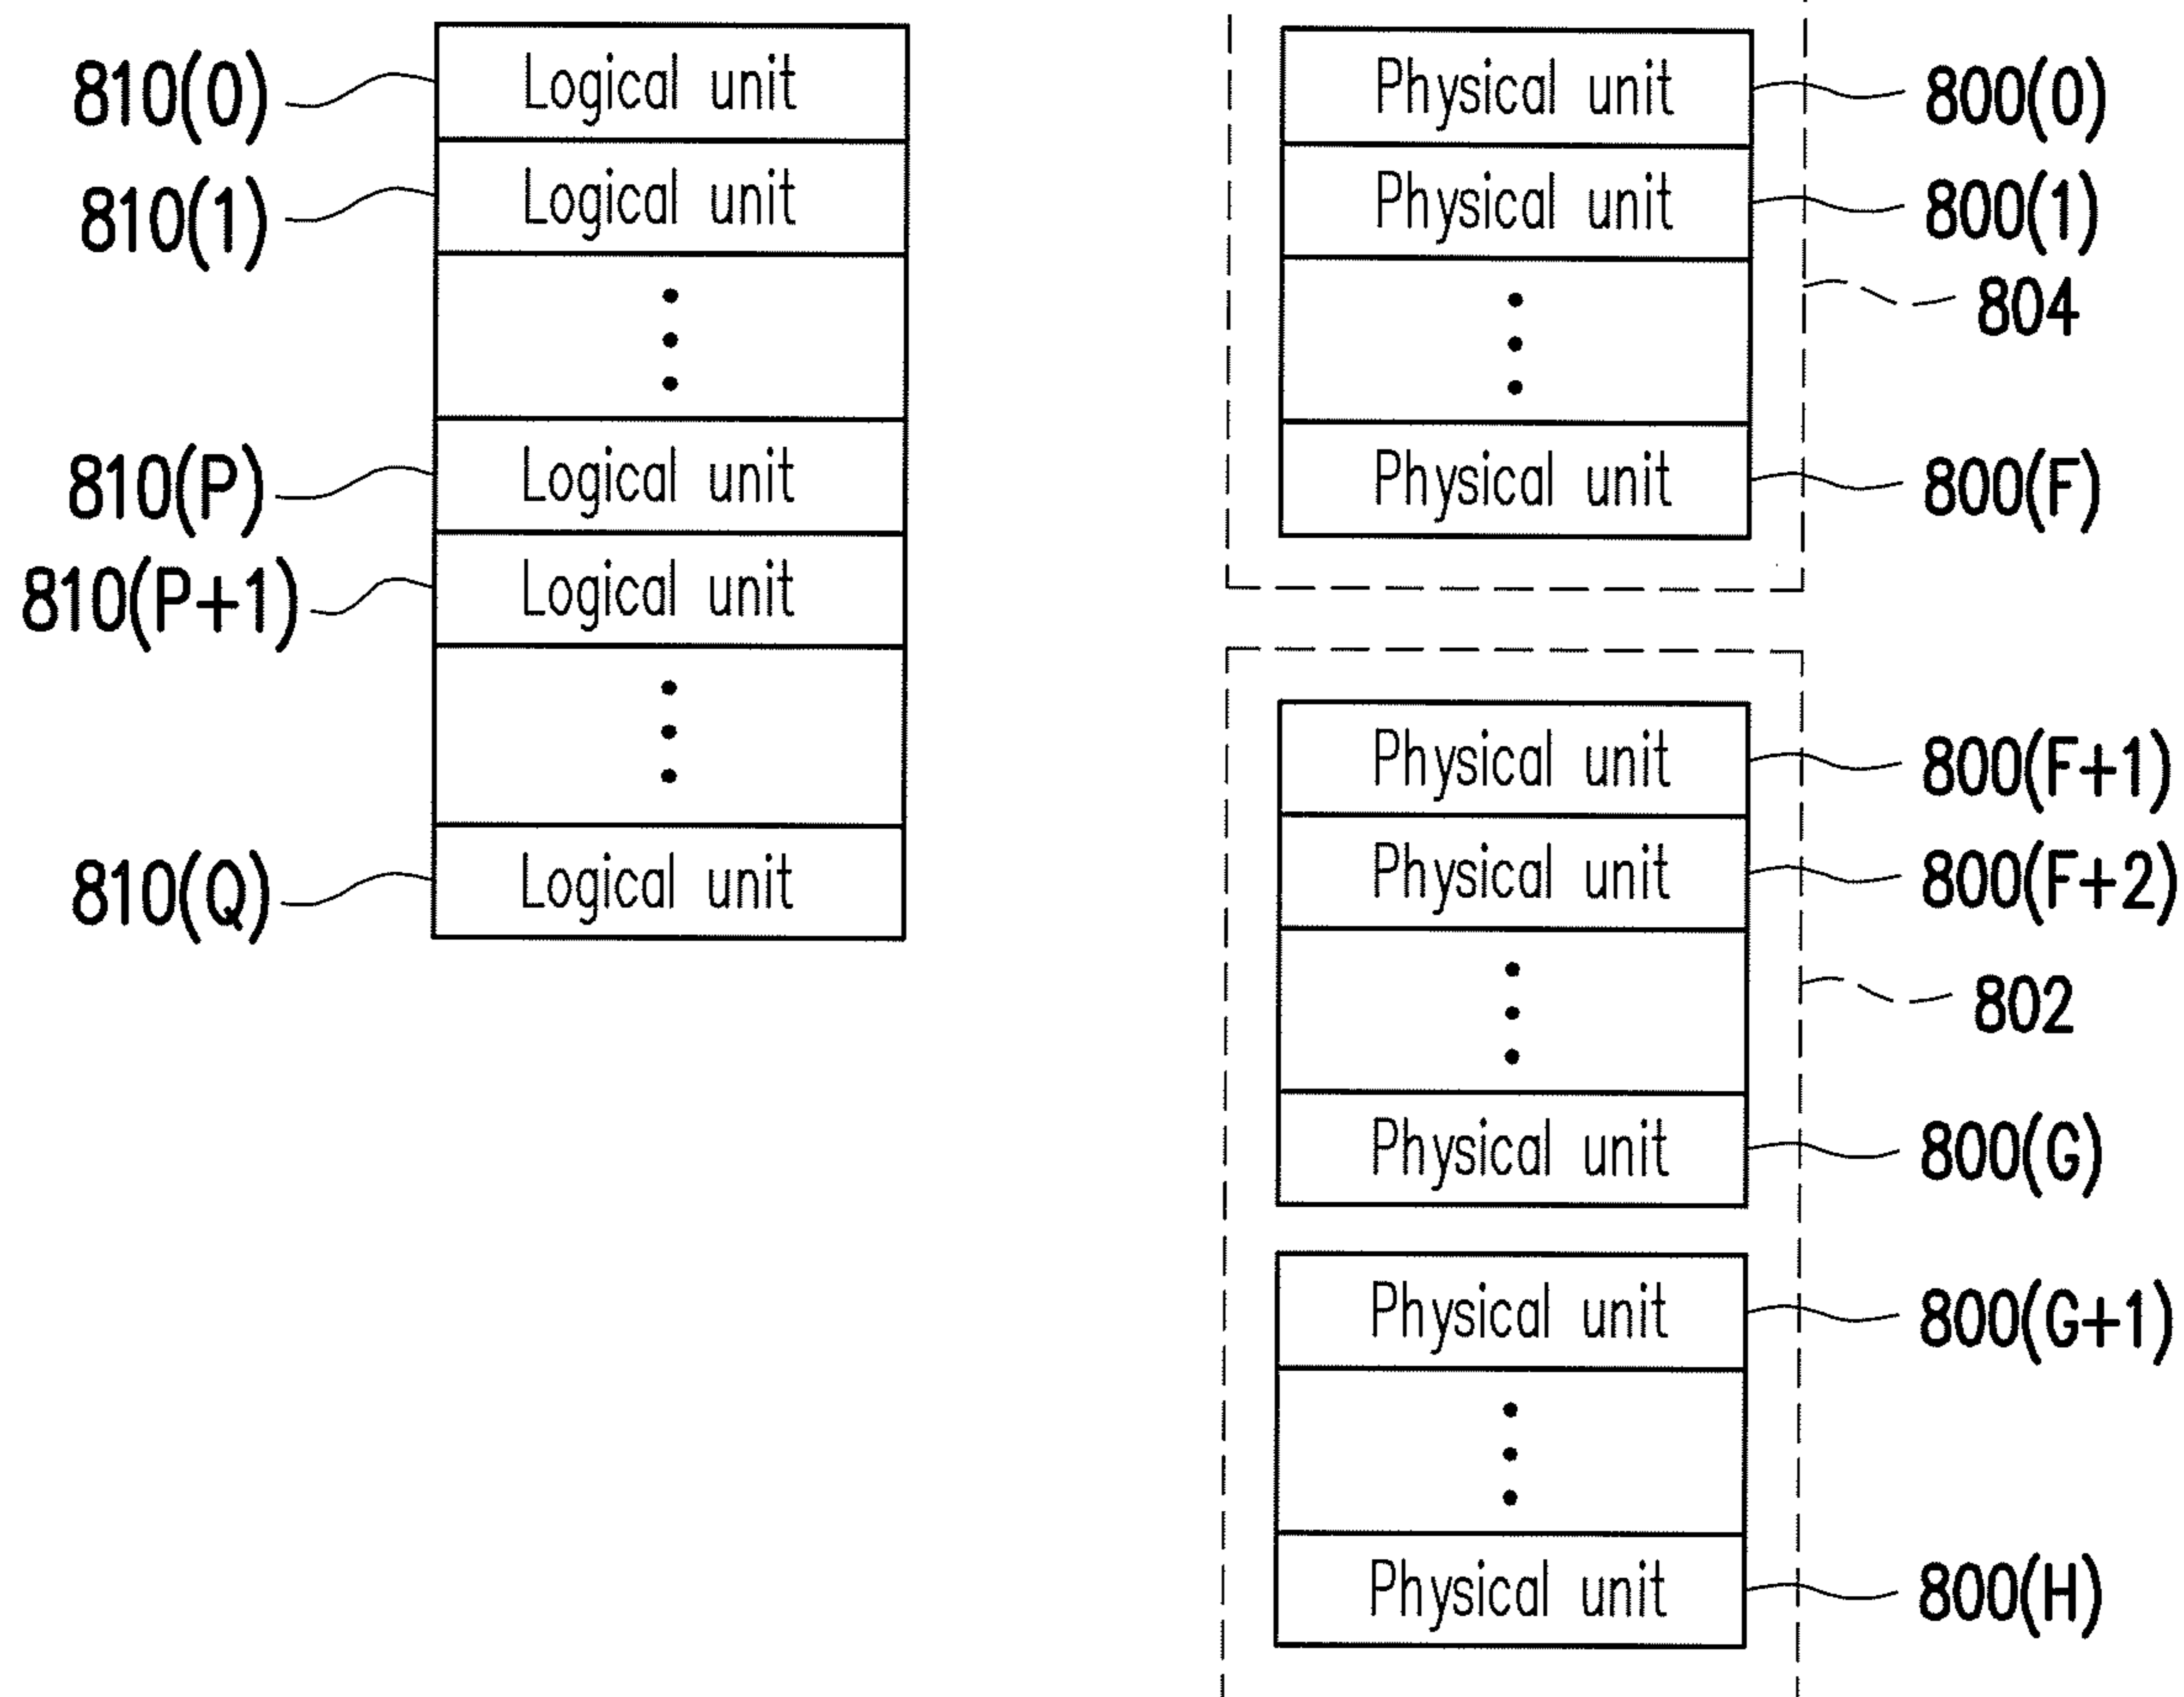 810(0)
Logical unit
810(1)
Logical unit
810(P)
Logical unit
810(P+1)
Logical unit
810(Q)
Logical unit
Physical unit
800(0)
Physical unit
800(1)
804
Physical unit
800(F)
Physical unit
800(F+1)
Physical unit
800(F+2)
802
Physical unit
800(G)
Physical unit
800(G+1)
Physical unit
800(H)